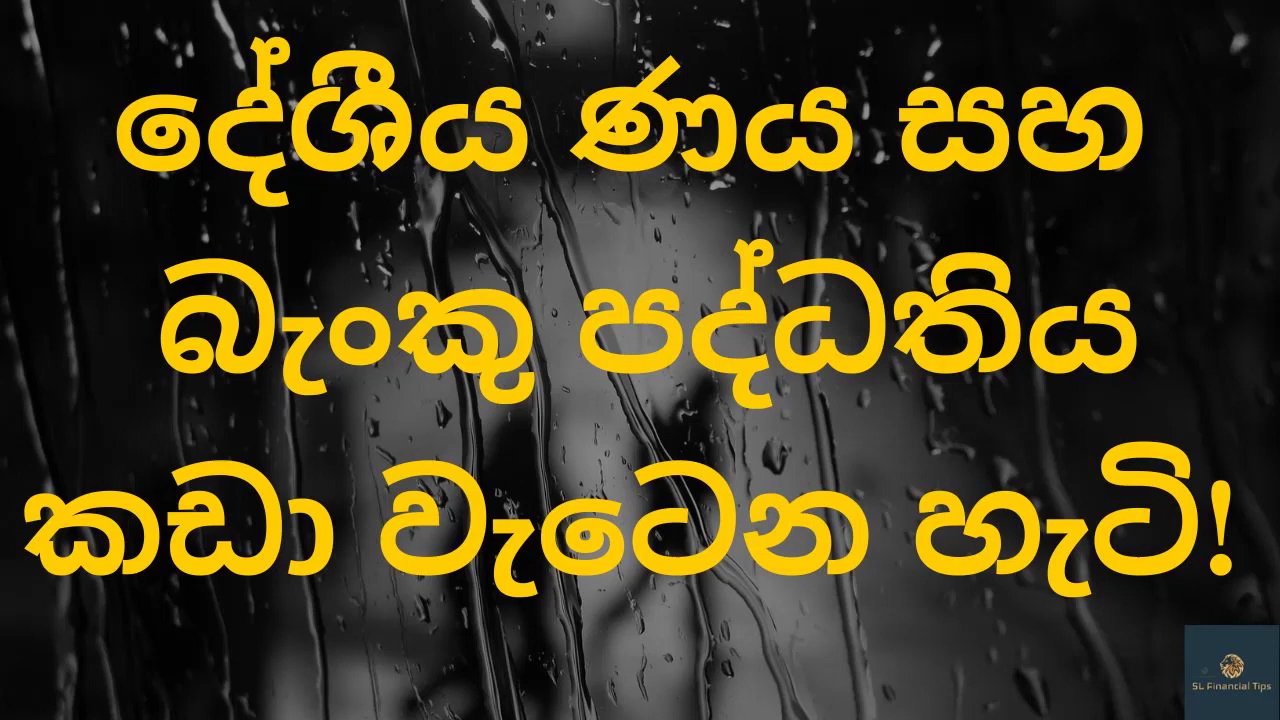 දේශීය ණය සහ
බැංකු පද්ධතිය
කඩා වැටෙන හැටි!
SL Financial Tips